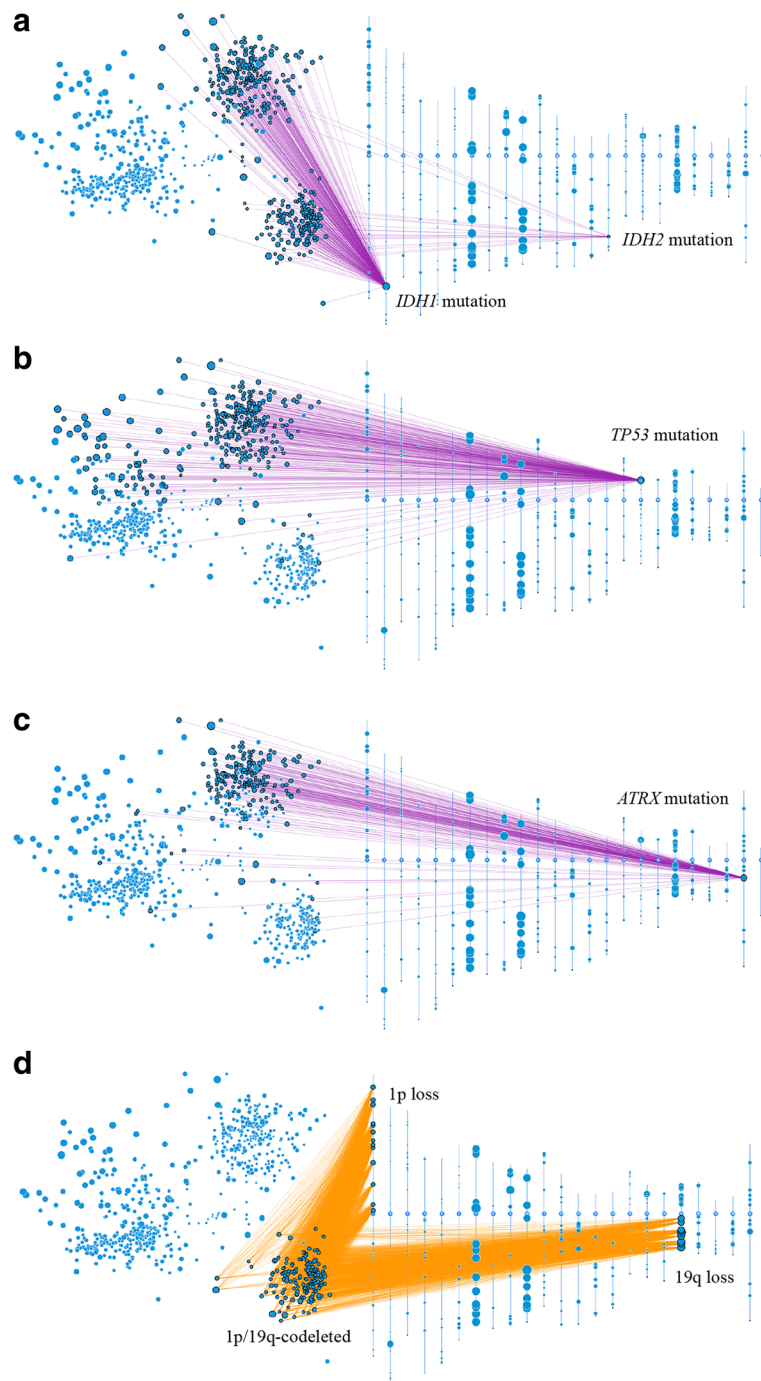 a
IDH2 mutation
IDH1 mutation
b
TP53 mutation
c
ATRX mutation
d
1p loss
19q loss
1p/19q-codeleted